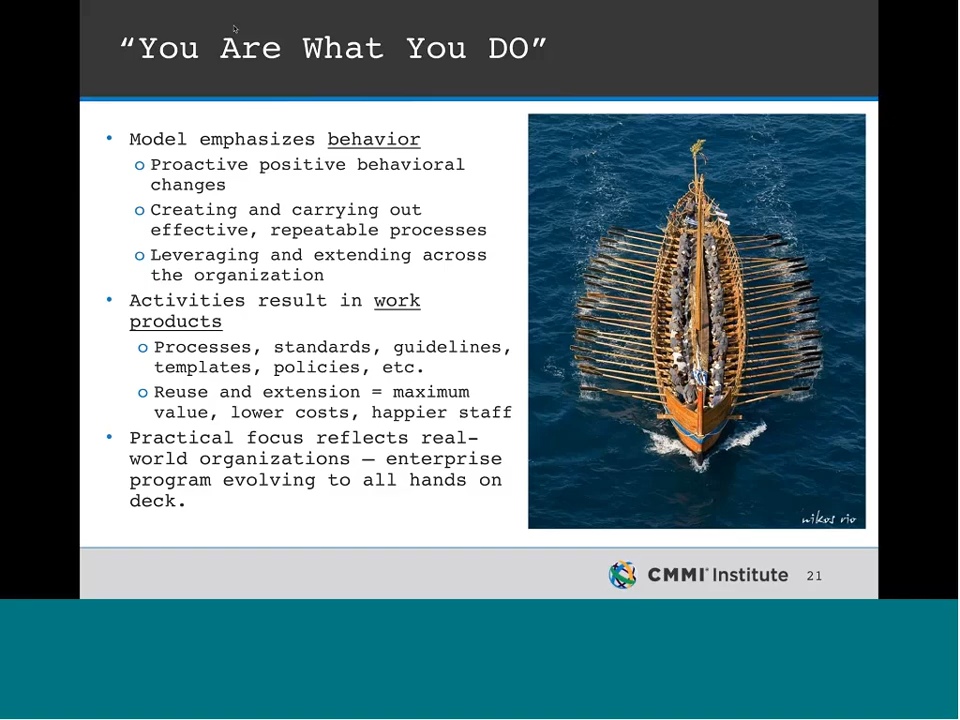 “You Are What You DO”
• Model emphasizes behavior
o Proactive positive behavioral
changes
o Creating and carrying out
effective, repeatable processes
o Leveraging and extending across
the organization
• Activities result in work
products
o Processes, standards, guidelines,
templates, policies, etc.
o Reuse and extension = maximum
value, lower costs, happier staff
• Practical focus reflects real-
world organizations — enterprise
program evolving to all hands on
deck.
nikos rio
CMMI® Institute
21